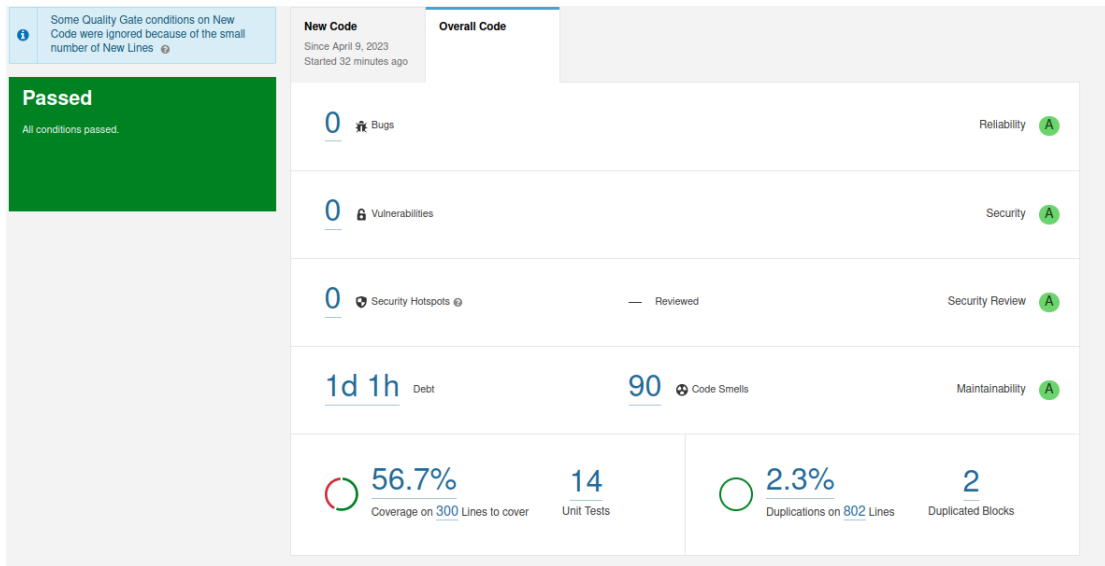 Some Quality Gate conditions on New
Code were ignored because of the small
number of New Lines
Passed
All conditions passed.
New Code
Since April 9, 2023
Started 32 minutes ago
Overall Code
0 Bugs
Reliability A
0 Vulnerabilities
Security A
0 Security Hotspots
— Reviewed
Security Review A
1d 1h Debt
90 Code Smells
Maintainability A
56.7%
Coverage on 300 Lines to cover
14
Unit Tests
2.3%
Duplications on 802 Lines
2
Duplicated Blocks